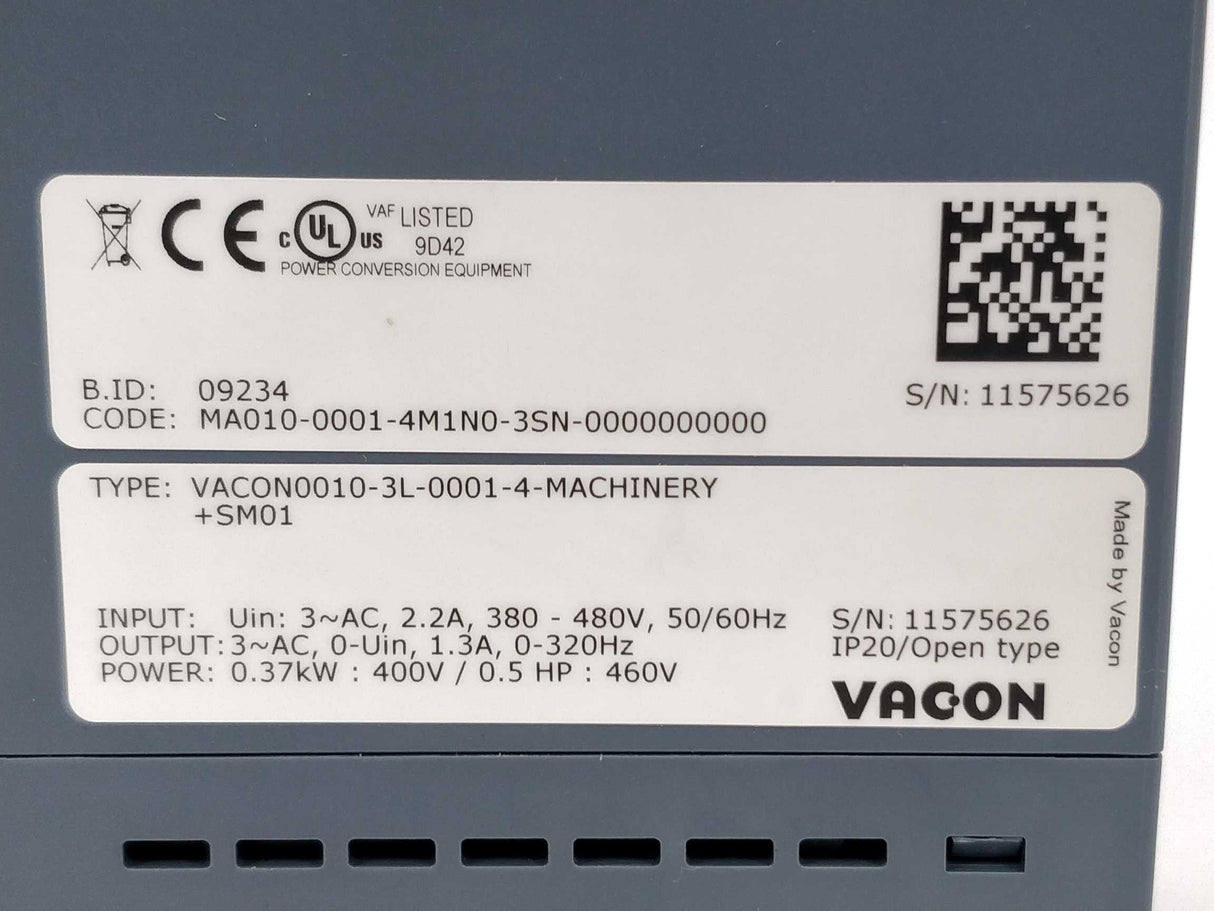 CE
c UL US VAF LISTED
9D42
POWER CONVERSION EQUIPMENT
B.ID: 09234
CODE: MA010-0001-4M1N0-3SN-0000000000
S/N: 11575626
TYPE: VACON0010-3L-0001-4-MACHINERY
+SM01
INPUT: Uin: 3~AC, 2.2A, 380 - 480V, 50/60Hz
OUTPUT: 3~AC, 0-Uin, 1.3A, 0-320Hz
POWER: 0.37kW : 400V / 0.5 HP : 460V
S/N: 11575626
IP20/Open type
VACON
Made by Vacon